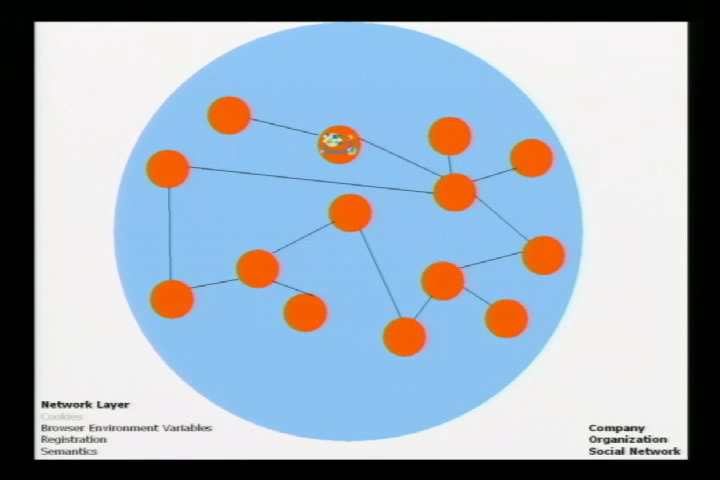 Network Layer
Cookies
Browser Environment Variables
Registration
Semantics
Company
Organization
Social Network